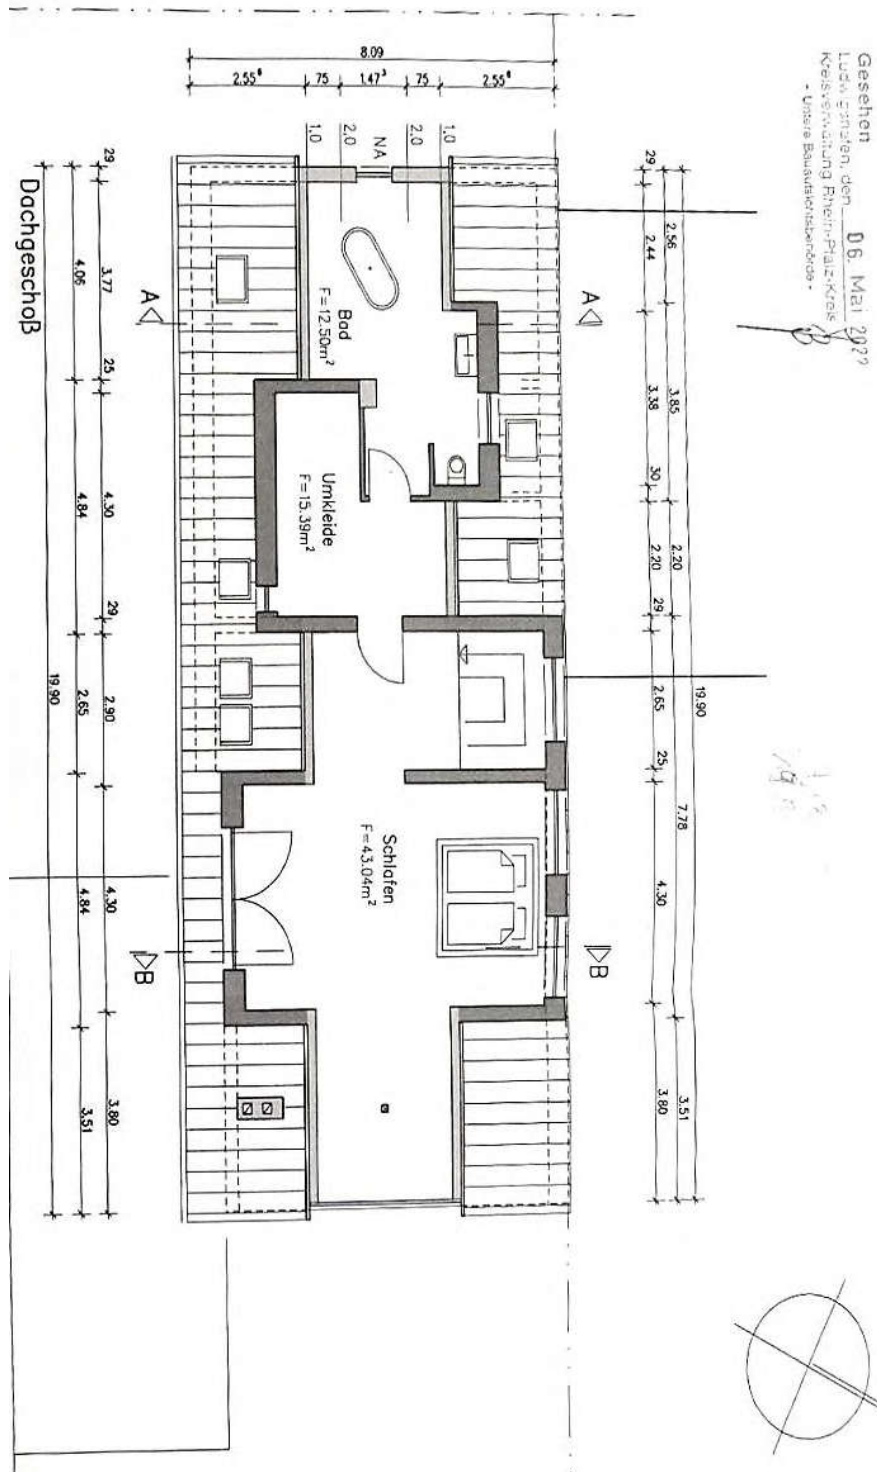 Gesehen
Ludwigshafen, den 06. Mai 2022
Kreisverwaltung Rhein-Pfalz-Kreis
- Untere Bauaufsichtsbehörde -
8.09
2.55⁸ 75 1.47³ 75 2.55⁸
1.0 2.0 NA 2.0 1.0
19.90
2.56 3.85 2.20 7.78 3.51
29 2.44 3.38 30 2.20 29 2.65 25 4.30 3.80
A
B
Bad
F=12.50m²
Umkleide
F=15.39m²
Schlafen
F=43.04m²
A
B
29 3.77 25 4.30 29 2.90 4.30 3.80
4.06 4.84 2.65 4.84 3.51
19.90
Dachgeschoß